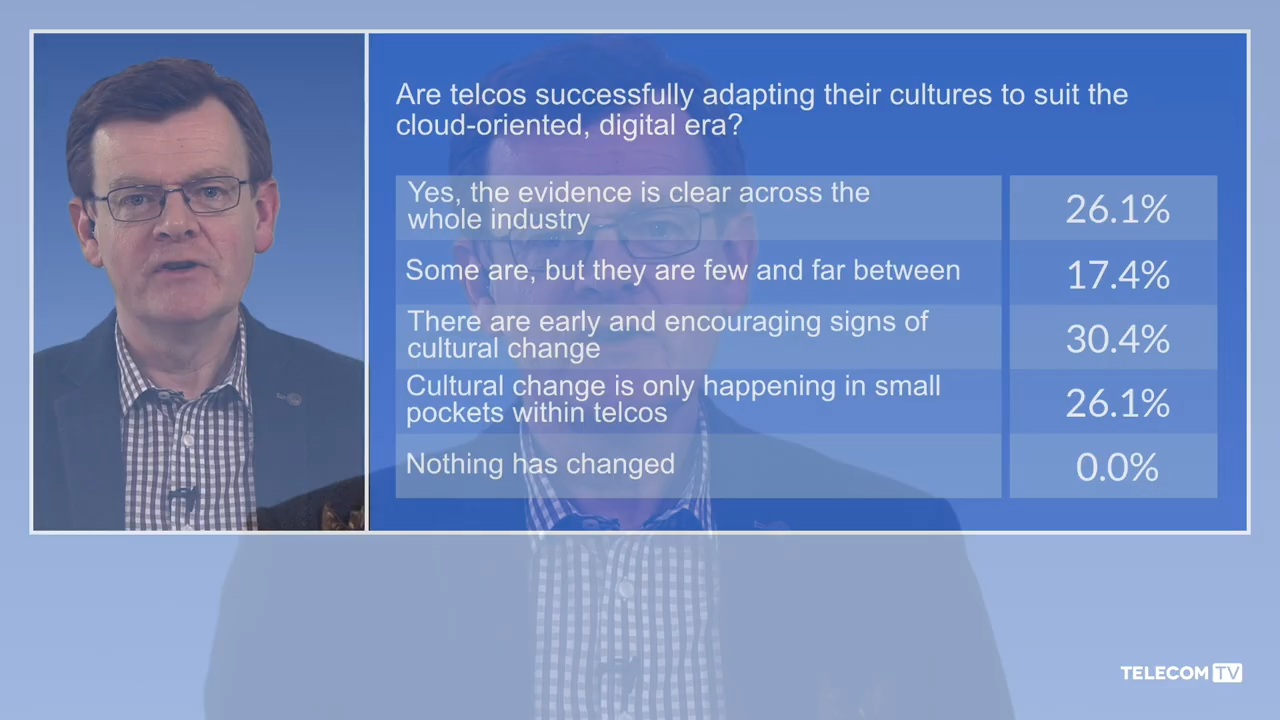 Are telcos successfully adapting their cultures to suit the
cloud-oriented, digital era?
Yes, the evidence is clear across the
whole industry
26.1%
Some are, but they are few and far between
17.4%
There are early and encouraging signs of
cultural change
30.4%
Cultural change is only happening in small
pockets within telcos
26.1%
Nothing has changed
0.0%
TELECOM TV